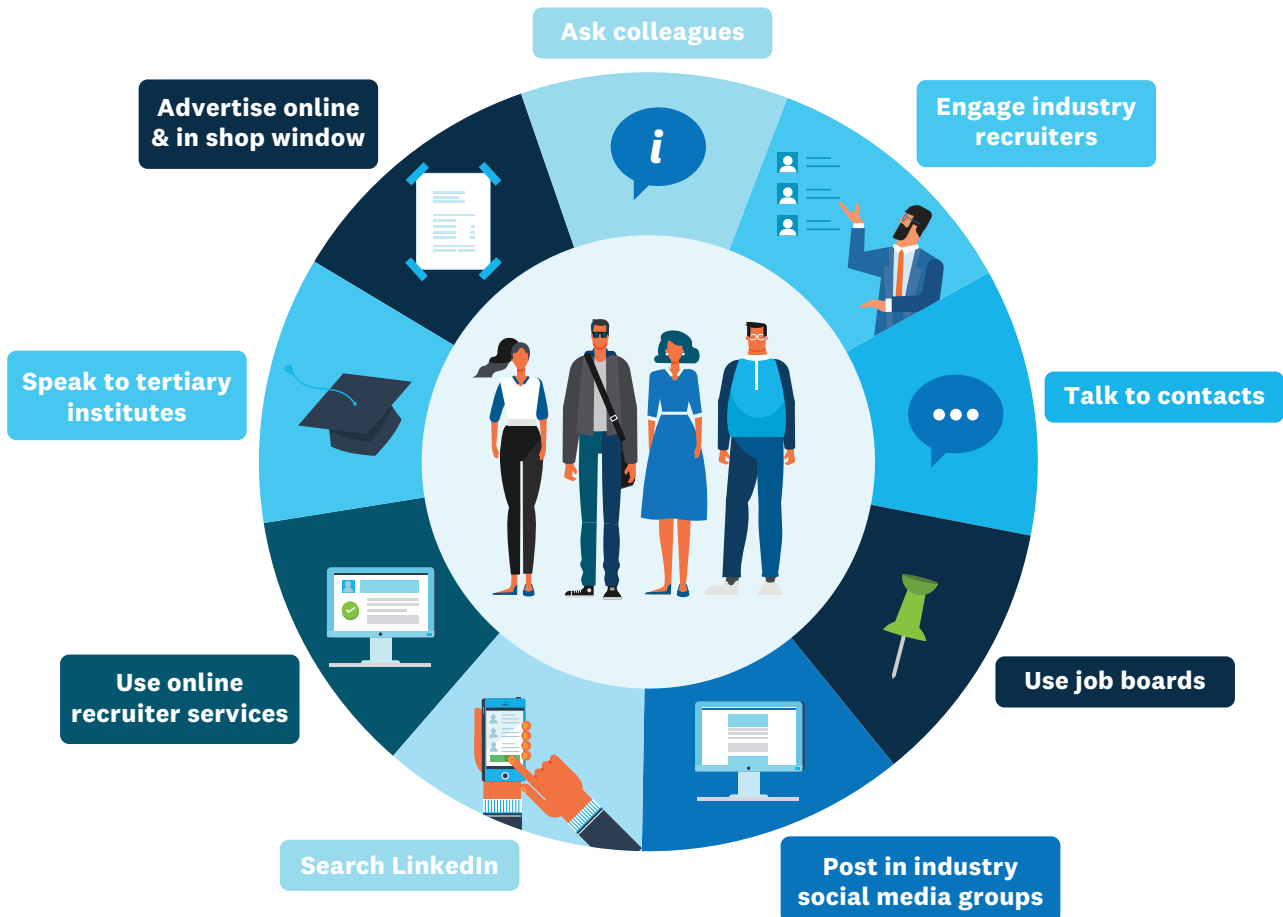 Ask colleagues
Engage industry
recruiters
Talk to contacts
Use job boards
Post in industry
social media groups
Search LinkedIn
Use online
recruiter services
Speak to tertiary
institutes
Advertise online
& in shop window
i